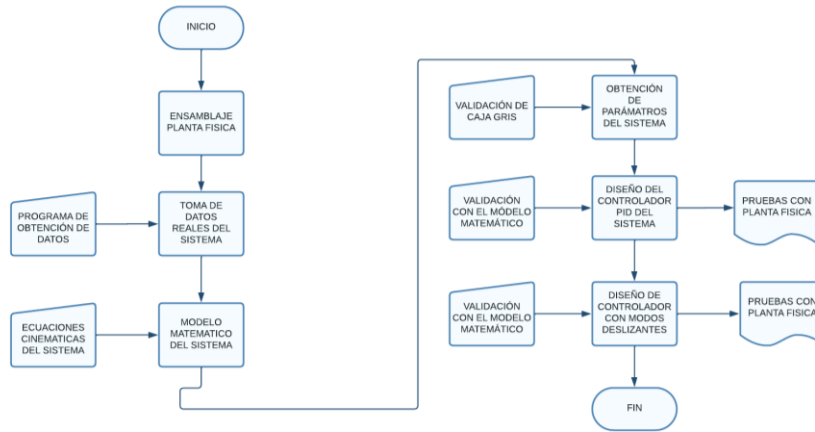 INICIO
ENSAMBLAJE
PLANTA FISICA
PROGRAMA DE
OBTENCIÓN DE
DATOS
TOMA DE
DATOS
REALES DEL
SISTEMA
ECUACIONES
CINEMATICAS
DEL SISTEMA
MODELO
MATEMATICO
DEL SISTEMA
VALIDACIÓN DE
CAJA GRIS
OBTENCIÓN
DE
PARÁMATROS
DEL SISTEMA
VALIDACIÓN
CON EL MÓDELO
MATEMÁTICO
DISEÑO DEL
CONTROLADOR
PID DEL
SISTEMA
PRUEBAS CON
PLANTA FISICA
VALIDACIÓN
CON EL MODELO
MATEMÁTICO
DISEÑO DE
CONTROLADOR
CON MODOS
DESLIZANTES
PRUEBAS CON
PLANTA FISICA
FIN